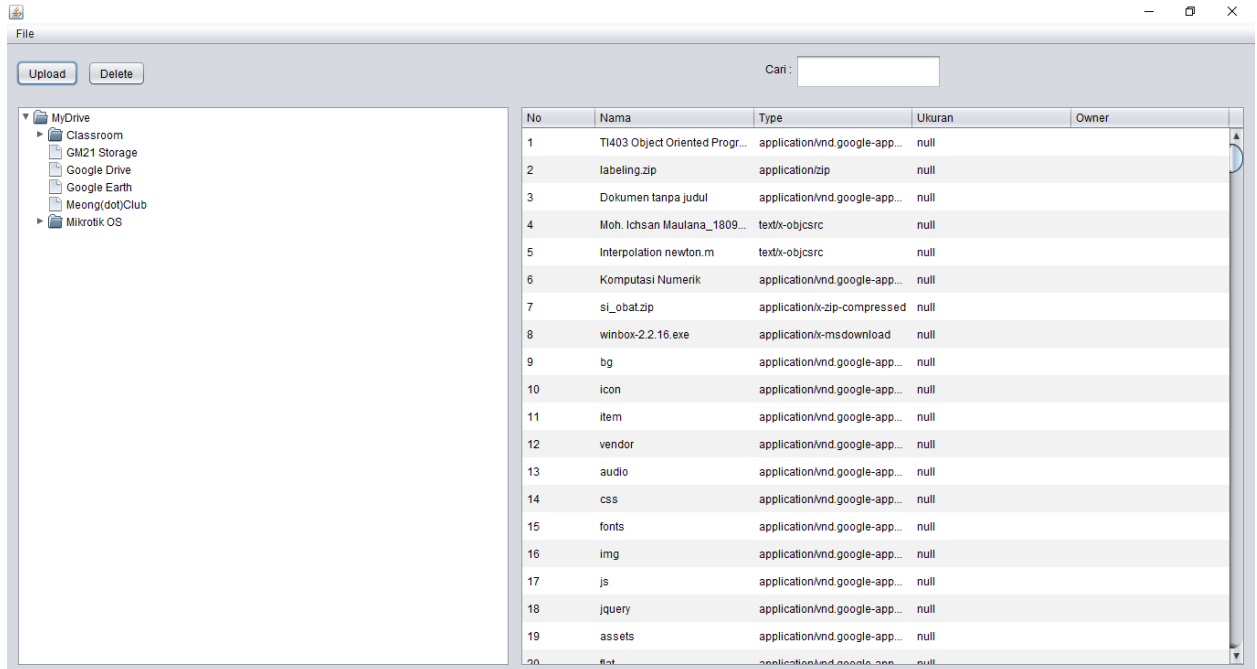 File
Upload Delete Cari :
MyDrive
Classroom
GM21 Storage
Google Drive
Google Earth
Meong(dot)Club
Mikrotik OS
No Nama Type Ukuran Owner
1 TI403 Object Oriented Progr... application/vnd.google-app... null
2 labeling.zip application/zip null
3 Dokumen tanpa judul application/vnd.google-app... null
4 Moh. Ichsan Maulana_1809... text/x-objcsrc null
5 Interpolation newton.m text/x-objcsrc null
6 Komputasi Numerik application/vnd.google-app... null
7 si_obat.zip application/x-zip-compressed null
8 winbox-2.2.16.exe application/x-msdownload null
9 bg application/vnd.google-app... null
10 icon application/vnd.google-app... null
11 item application/vnd.google-app... null
12 vendor application/vnd.google-app... null
13 audio application/vnd.google-app... null
14 css application/vnd.google-app... null
15 fonts application/vnd.google-app... null
16 img application/vnd.google-app... null
17 js application/vnd.google-app... null
18 jquery application/vnd.google-app... null
19 assets application/vnd.google-app... null
20 flat application/vnd.google-app... null